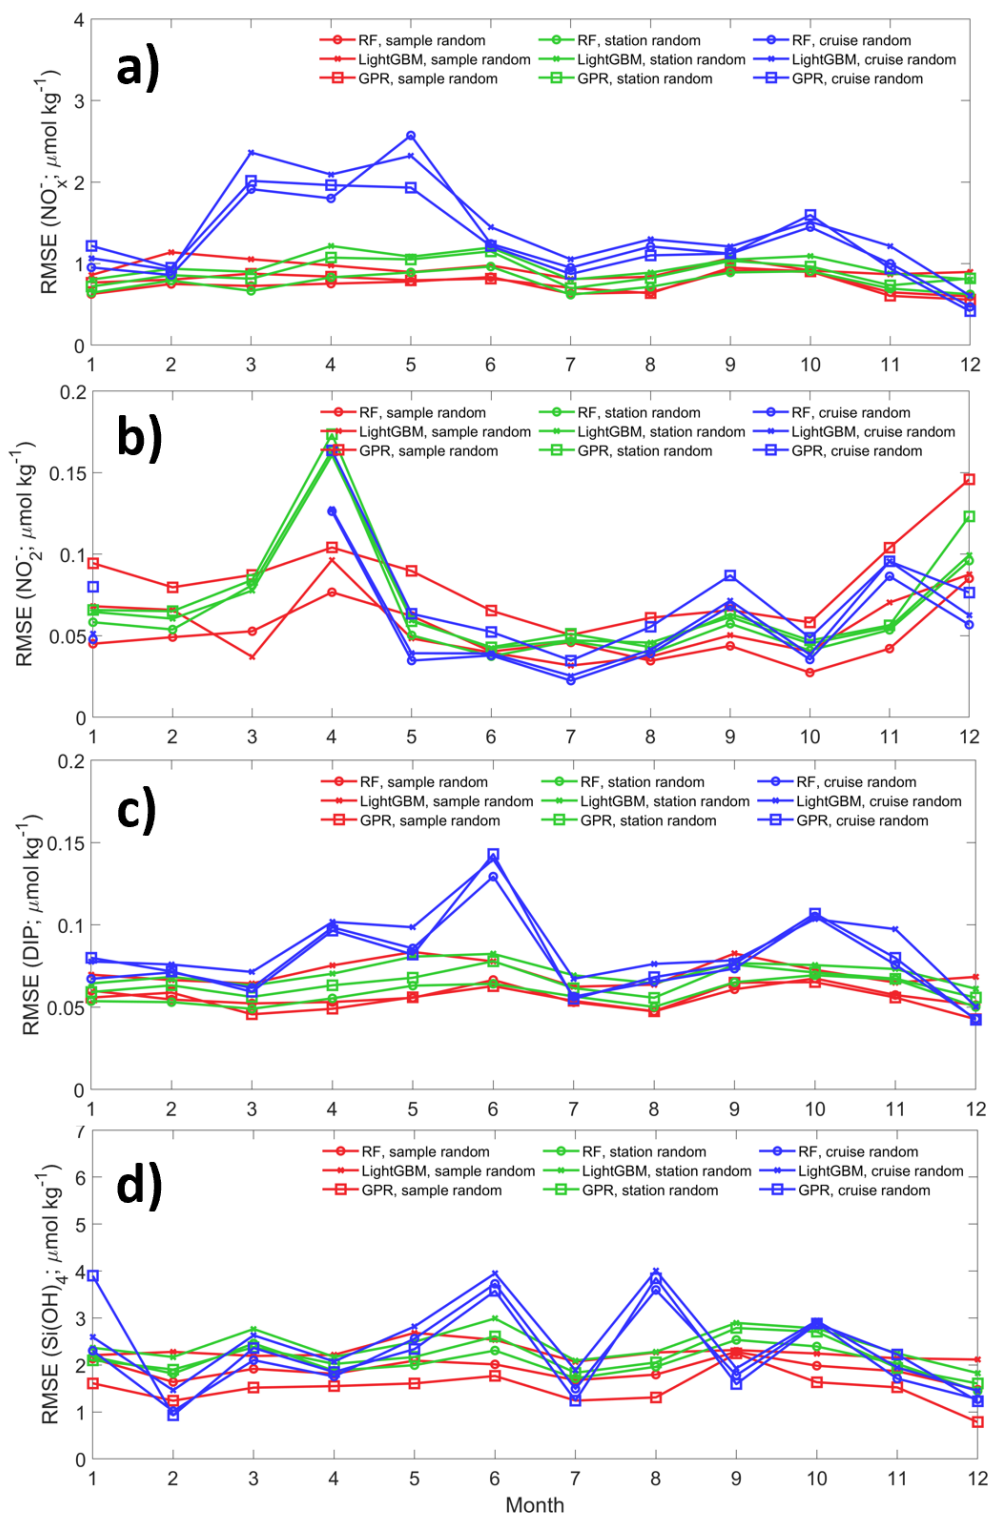 a)
RF, sample random
RF, station random
RF, cruise random
LightGBM, sample random
LightGBM, station random
LightGBM, cruise random
GPR, sample random
GPR, station random
GPR, cruise random
RMSE (NOₓ⁻; μmol kg⁻¹)
4
3
2
1
0
1 2 3 4 5 6 7 8 9 10 11 12
b)
RF, sample random
RF, station random
RF, cruise random
LightGBM, sample random
LightGBM, station random
LightGBM, cruise random
GPR, sample random
GPR, station random
GPR, cruise random
RMSE (NO₂⁻; μmol kg⁻¹)
0.2
0.15
0.1
0.05
0
1 2 3 4 5 6 7 8 9 10 11 12
c)
RF, sample random
RF, station random
RF, cruise random
LightGBM, sample random
LightGBM, station random
LightGBM, cruise random
GPR, sample random
GPR, station random
GPR, cruise random
RMSE (DIP; μmol kg⁻¹)
0.2
0.15
0.1
0.05
0
1 2 3 4 5 6 7 8 9 10 11 12
d)
RF, sample random
RF, station random
RF, cruise random
LightGBM, sample random
LightGBM, station random
LightGBM, cruise random
GPR, sample random
GPR, station random
GPR, cruise random
RMSE (Si(OH)₄; μmol kg⁻¹)
7
6
5
4
3
2
1
0
1 2 3 4 5 6 7 8 9 10 11 12
Month